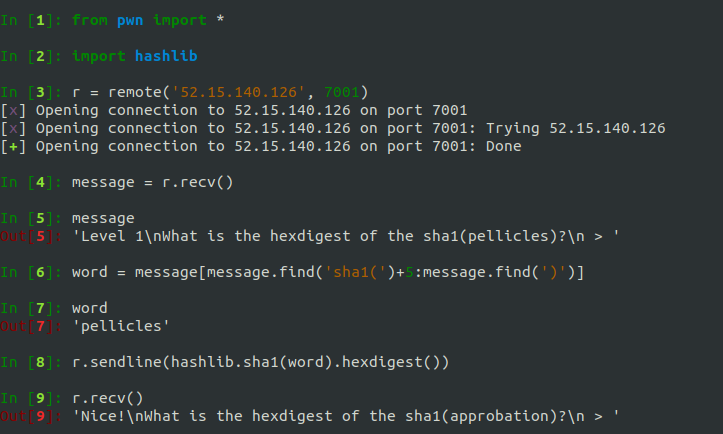 In [1]: from pwn import *
In [2]: import hashlib
In [3]: r = remote('52.15.140.126', 7001)
[x] Opening connection to 52.15.140.126 on port 7001
[x] Opening connection to 52.15.140.126 on port 7001: Trying 52.15.140.126
[+] Opening connection to 52.15.140.126 on port 7001: Done
In [4]: message = r.recv()
In [5]: message
Out[5]: 'Level 1\nWhat is the hexdigest of the sha1(pellicles)?\n > '
In [6]: word = message[message.find('sha1(')+5:message.find(')')]
In [7]: word
Out[7]: 'pellicles'
In [8]: r.sendline(hashlib.sha1(word).hexdigest())
In [9]: r.recv()
Out[9]: 'Nice!\nWhat is the hexdigest of the sha1(approbation)?\n > '